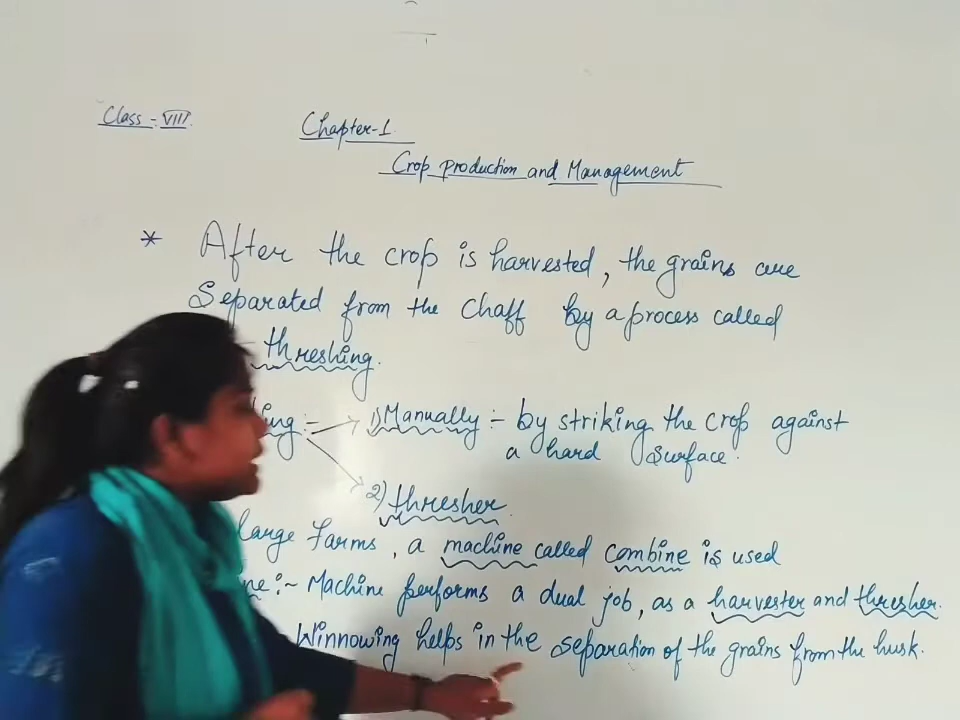 Class - VIII
Chapter-1
Crop production and Management
* After the crop is harvested, the grains are
Separated from the chaff by a process called
threshing.
1) Manually :- by striking the crop against
a hard surface.
2) thresher
large farms, a machine called combine is used
:- Machine performs a dual job, as a harvester and thresher.
Winnowing helps in the separation of the grains from the husk.